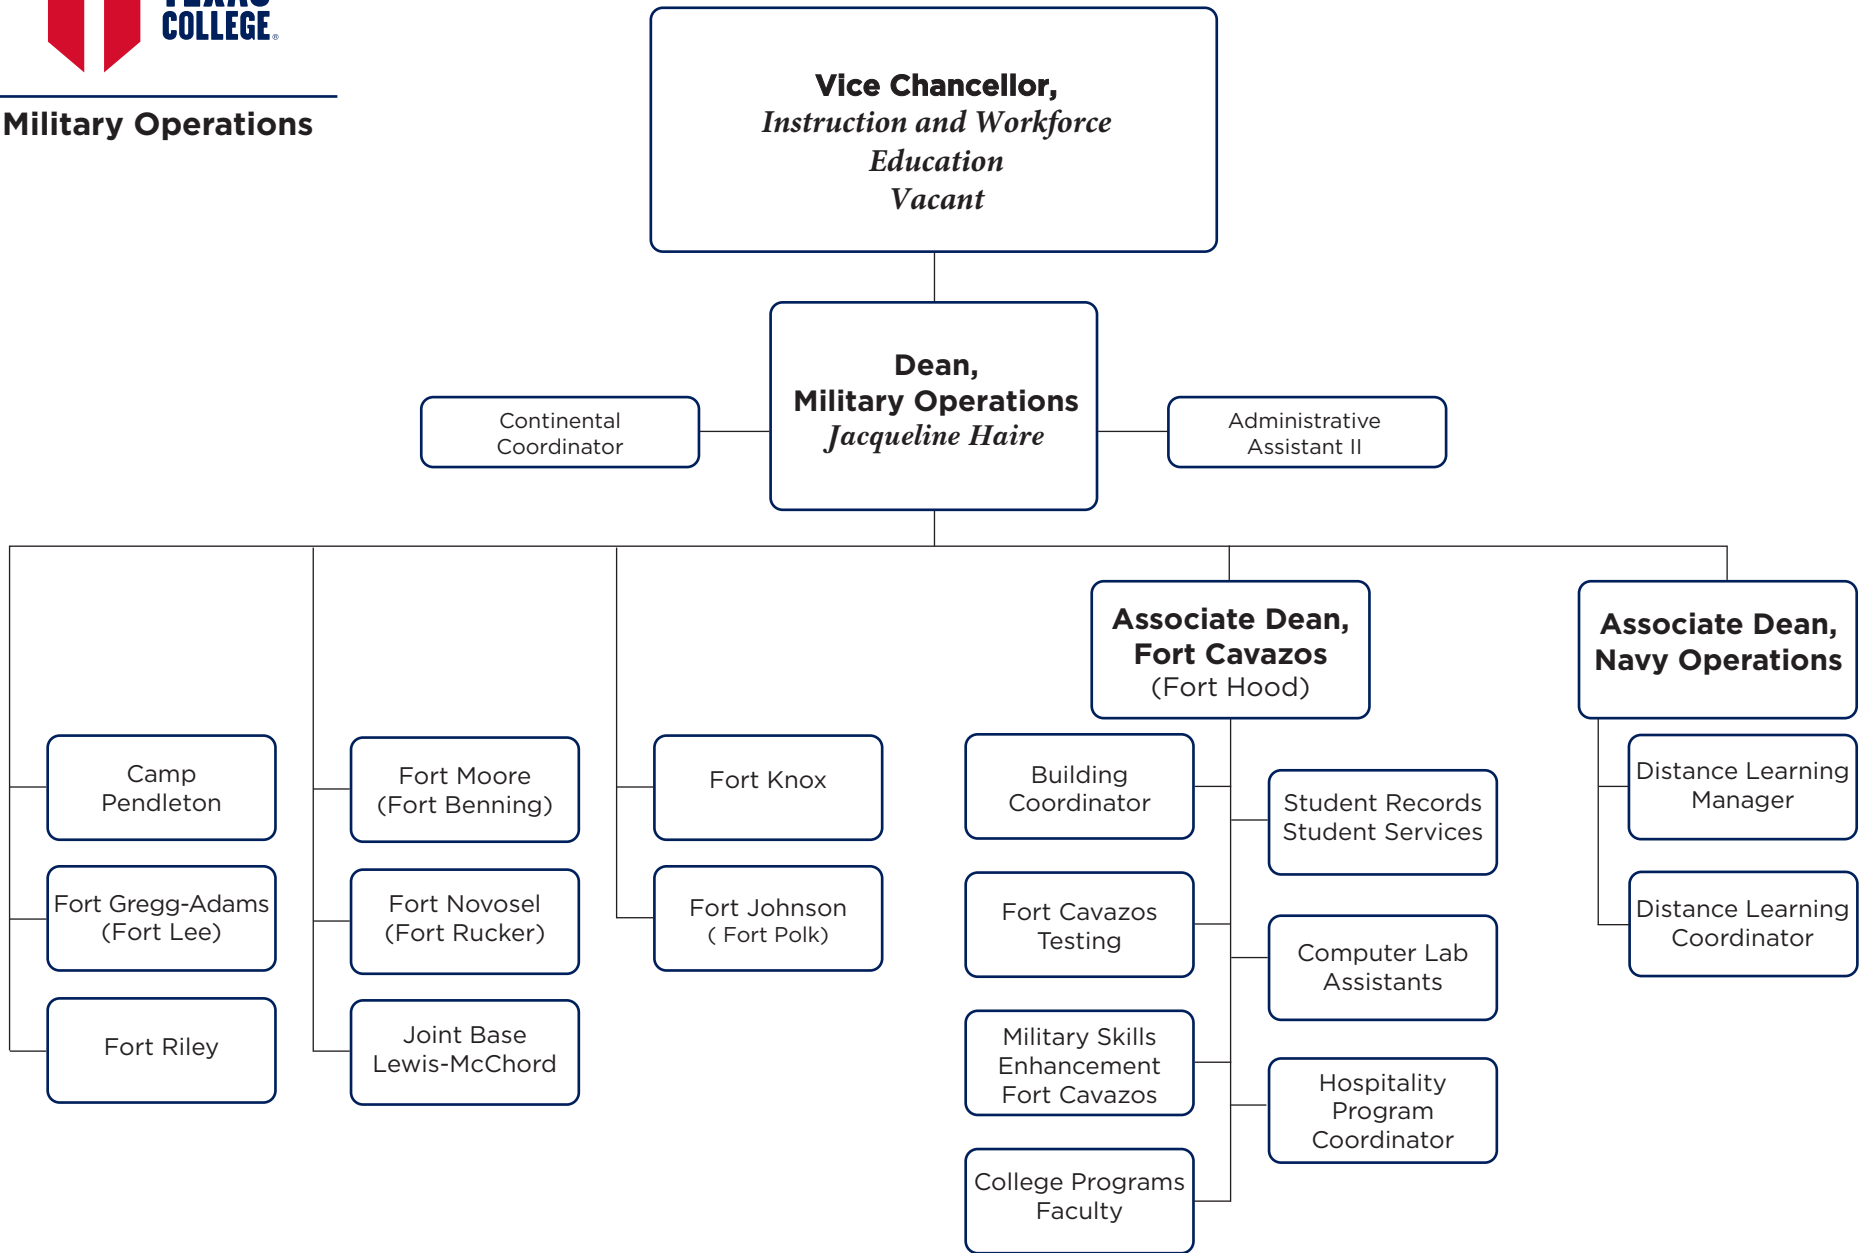 TEXAS
COLLEGE®
Military Operations
Vice Chancellor,
Instruction and Workforce
Education
Vacant
Dean,
Military Operations
Jacqueline Haire
Continental
Coordinator
Administrative
Assistant II
Associate Dean,
Fort Cavazos
(Fort Hood)
Associate Dean,
Navy Operations
Camp
Pendleton
Fort Gregg-Adams
(Fort Lee)
Fort Riley
Fort Moore
(Fort Benning)
Fort Novosel
(Fort Rucker)
Joint Base
Lewis-McChord
Fort Knox
Fort Johnson
( Fort Polk)
Building
Coordinator
Fort Cavazos
Testing
Military Skills
Enhancement
Fort Cavazos
College Programs
Faculty
Student Records
Student Services
Computer Lab
Assistants
Hospitality
Program
Coordinator
Distance Learning
Manager
Distance Learning
Coordinator